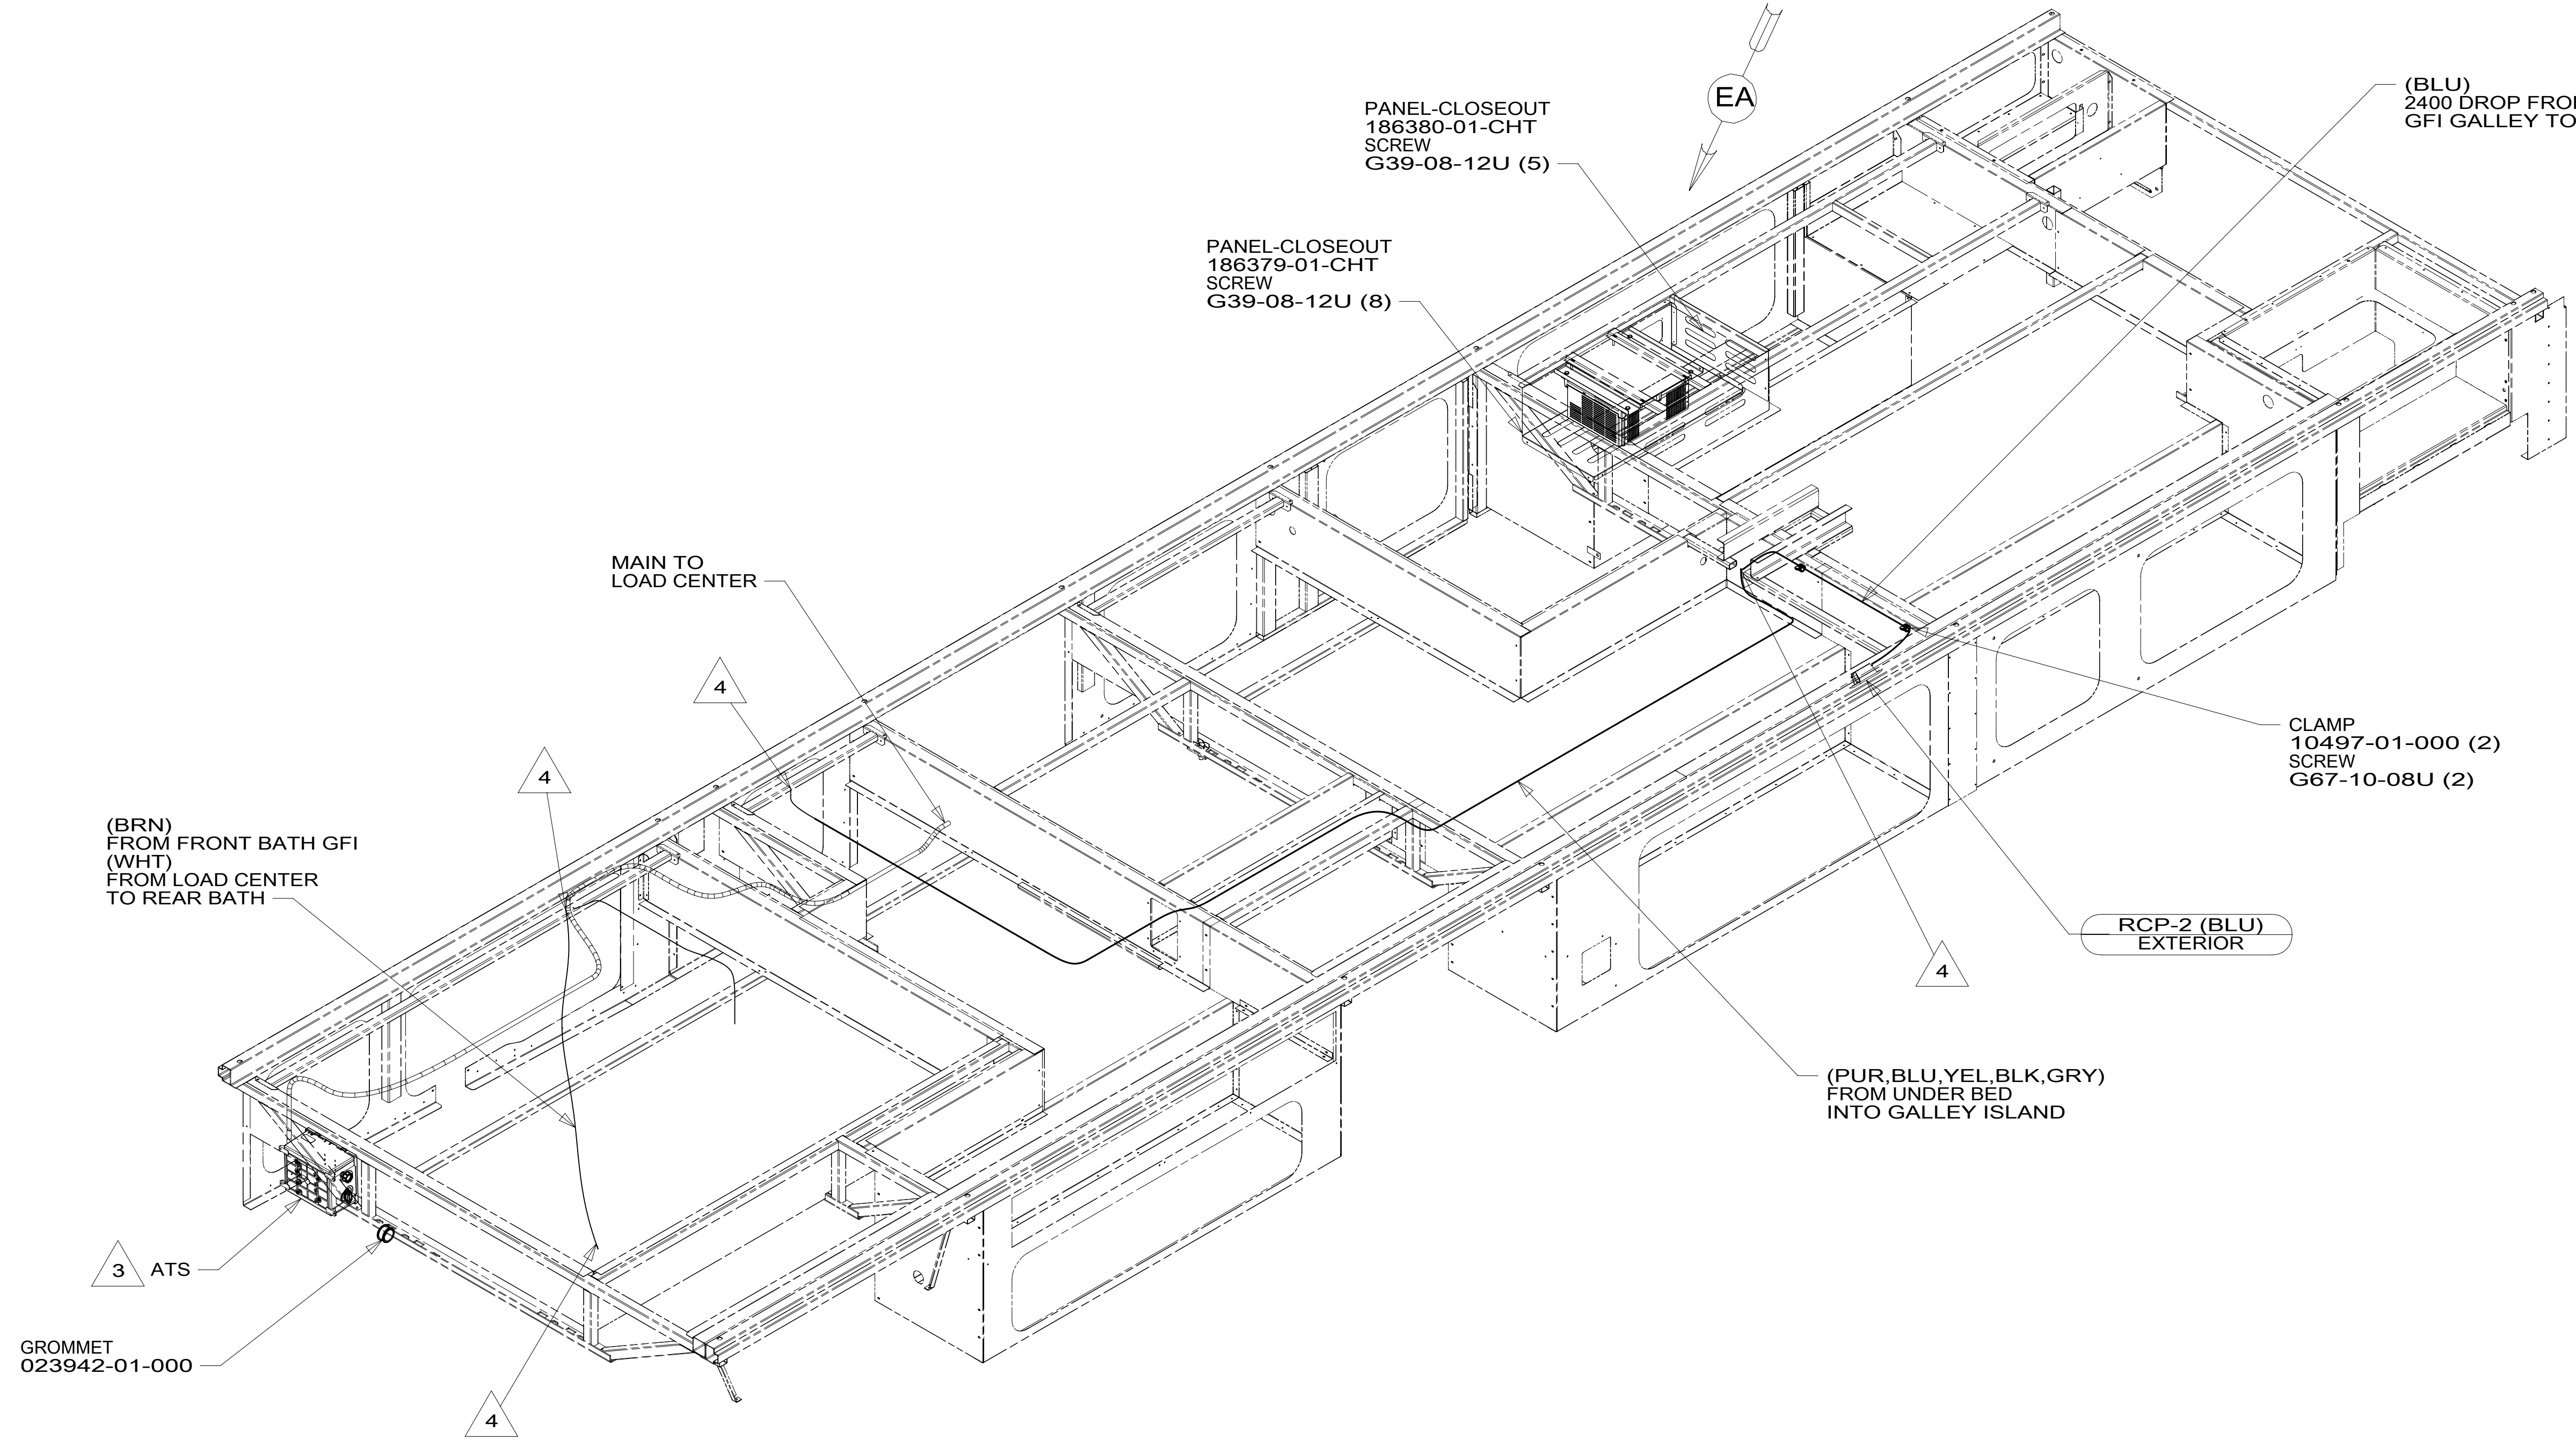 EA
(BLU)
2400 DROP
GFI GALLEY TO
PANEL-CLOSEOUT
186380-01-CHT
SCREW
G39-08-12U (5)
PANEL-CLOSEOUT
186379-01-CHT
SCREW
G39-08-12U (8)
MAIN TO
LOAD CENTER
4
4
(BRN)
FROM FRONT BATH GFI
(WHT)
FROM LOAD CENTER
TO REAR BATH
CLAMP
10497-01-000 (2)
SCREW
G67-10-08U (2)
RCP-2 (BLU)
EXTERIOR
4
(PUR,BLU,YEL,BLK,GRY)
FROM UNDER BED
INTO GALLEY ISLAND
3 ATS
GROMMET
023942-01-000
4